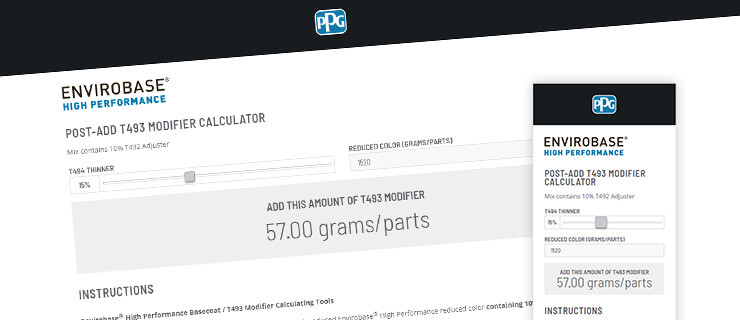 PPG
ENVIROBASE®
HIGH PERFORMANCE
POST-ADD T493 MODIFIER CALCULATOR
Mix contains 10% T492 Adjuster
T494 THINNER
15%
REDUCED COLOR (GRAMS/PARTS)
1520
ADD THIS AMOUNT OF T493 MODIFIER
57.00 grams/parts
INSTRUCTIONS
Envirobase® High Performance Basecoat / T493 Modifier Calculating Tools
reduced Envirobase® High Performance reduced color containing 10%
PPG
ENVIROBASE®
HIGH PERFORMANCE
POST-ADD T493 MODIFIER
CALCULATOR
Mix contains 10% T492 Adjuster
T494 THINNER
15%
REDUCED COLOR (GRAMS/PARTS)
1520
ADD THIS AMOUNT OF T493 MODIFIER
57.00 grams/parts
INSTRUCTIONS